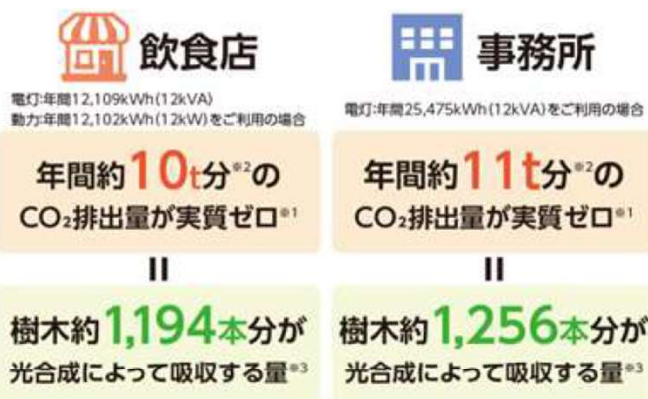 飲食店
電灯:年間12,109kWh(12kVA)
動力:年間12,102kWh(12kW)をご利用の場合
年間約10t分※2の
CO₂排出量が実質ゼロ※1
=
樹木約1,194本分が
光合成によって吸収する量※3
事務所
電灯:年間25,475kWh(12kVA)をご利用の場合
年間約11t分※2の
CO₂排出量が実質ゼロ※1
=
樹木約1,256本分が
光合成によって吸収する量※3